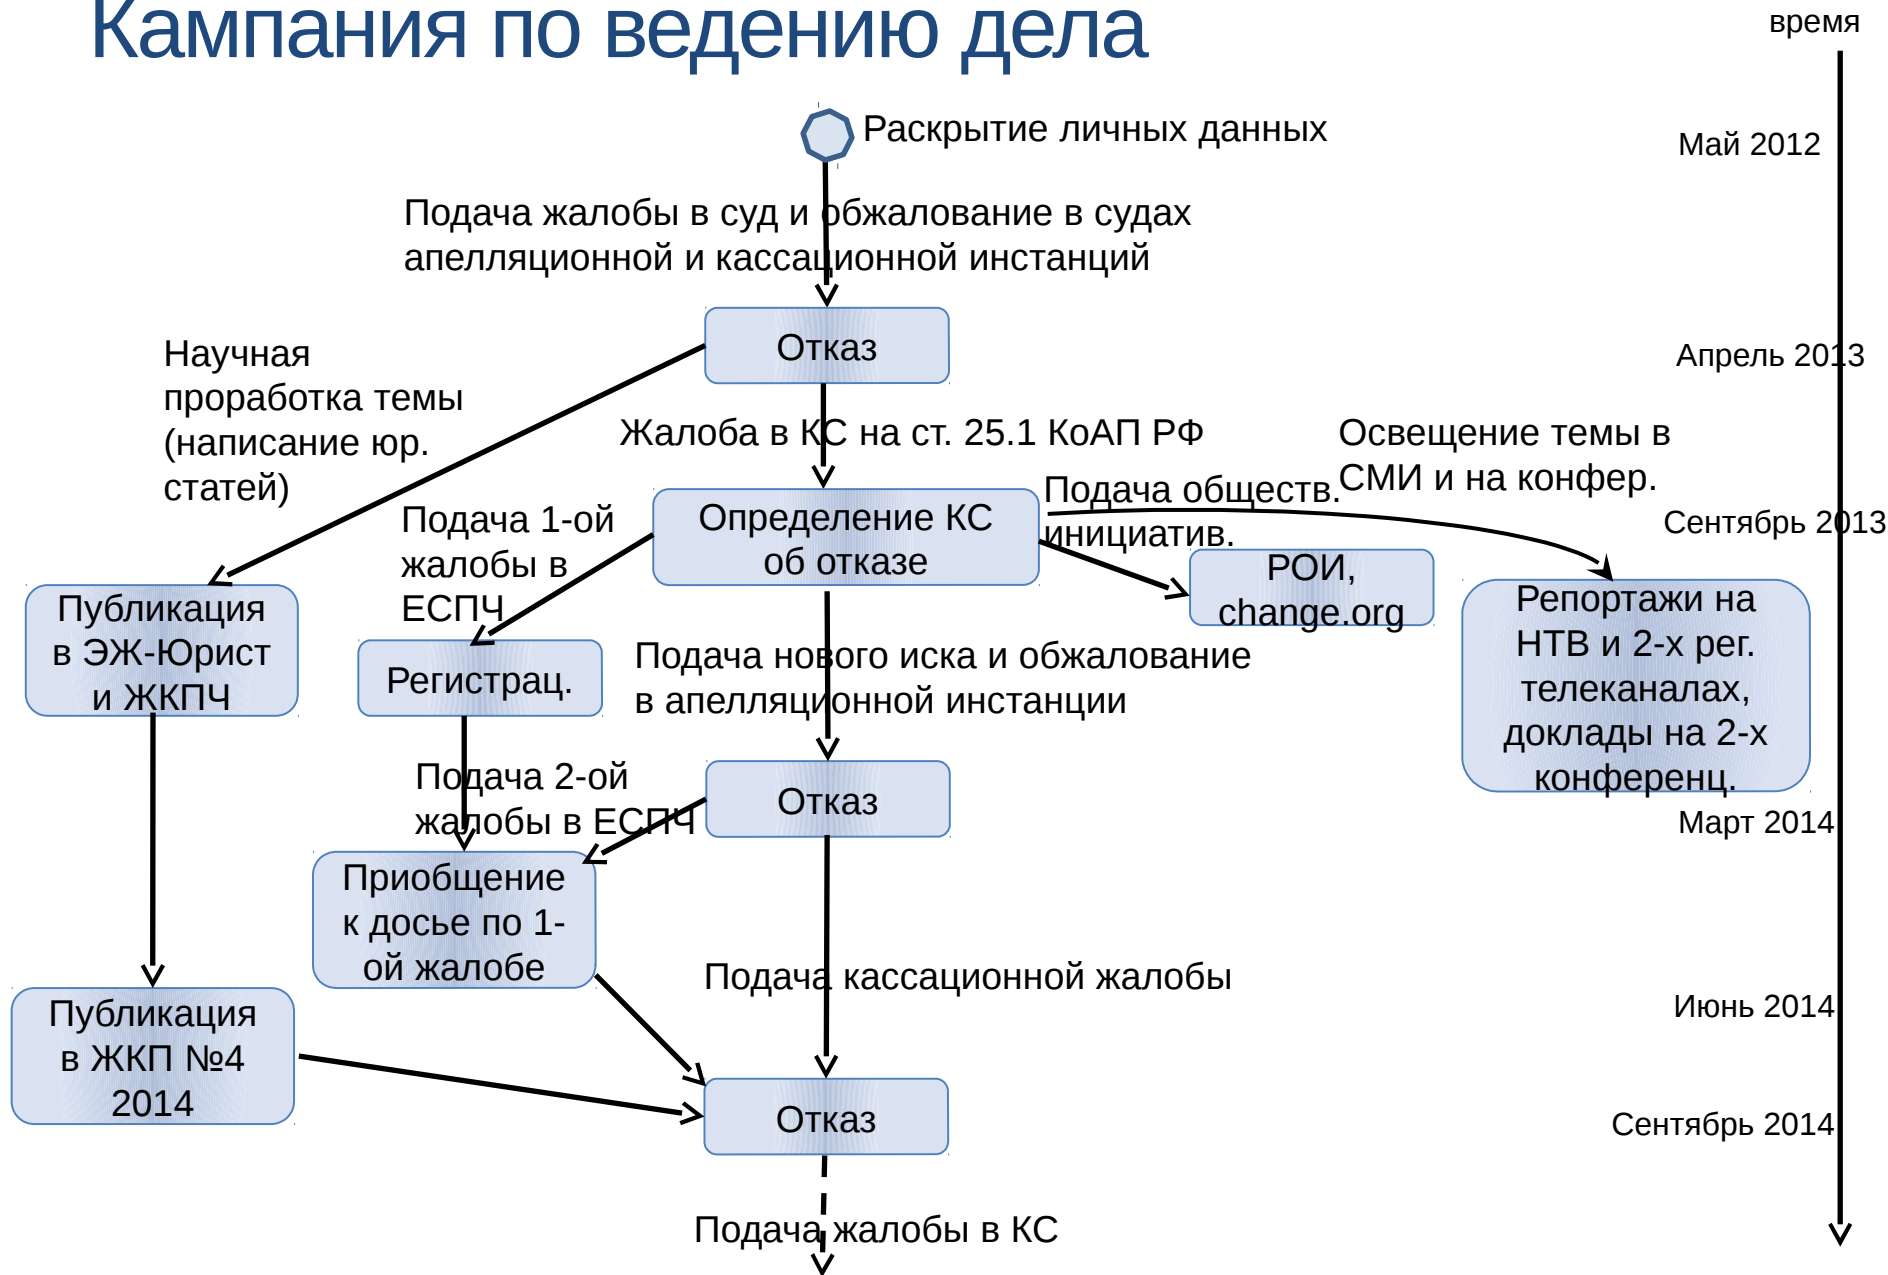 Кампания по ведению дела
время
Раскрытие личных данных
Май 2012
Подача жалобы в суд и обжалование в судах
апелляционной и кассационной инстанций
Отказ
Апрель 2013
Научная
проработка темы
(написание юр.
статей)
Жалоба в КС на ст. 25.1 КоАП РФ
Освещение темы в
СМИ и на конфер.
Подача обществ.
инициатив.
Сентябрь 2013
Подача 1-ой
жалобы в
ЕСПЧ
Определение КС
об отказе
РОИ,
change.org
Публикация
в ЭЖ-Юрист
и ЖКПЧ
Регистрац.
Подача нового иска и обжалование
в апелляционной инстанции
Репортажи на
НТВ и 2-х рег.
телеканалах,
доклады на 2-х
конференц.
Подача 2-ой
жалобы в ЕСПЧ
Отказ
Март 2014
Приобщение
к досье по 1-
ой жалобе
Подача кассационной жалобы
Июнь 2014
Публикация
в ЖКП №4
2014
Отказ
Сентябрь 2014
Подача жалобы в КС